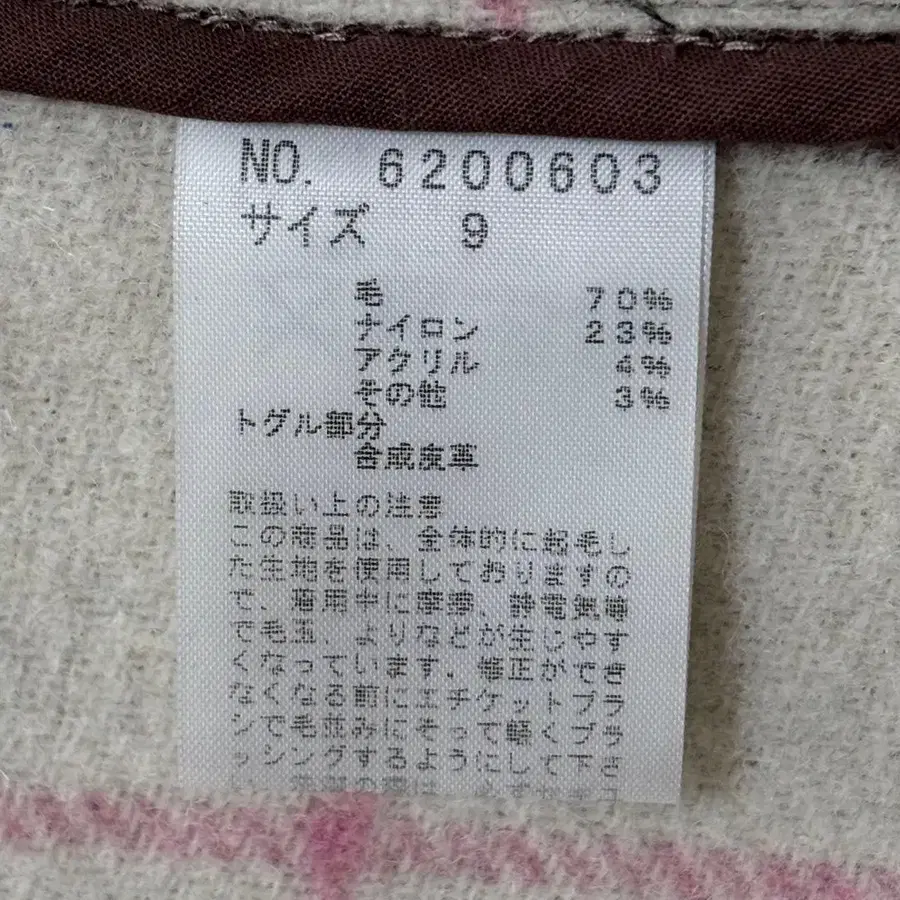 NO. 6200603
サイズ 9
毛 70%
ナイロン 23%
アクリル 4%
その他 3%
トグル部分
合成皮革
取扱い上の注意
この商品は、全体的に起毛し
た生地を使用しておりますの
で、着用中に摩擦、静電気等
で毛玉、よりなどが生じやす
くなっています。修正ができ
なくなる前にエチケットブラ
シで毛並みにそって軽くブラ
ッシングするようにして下さ